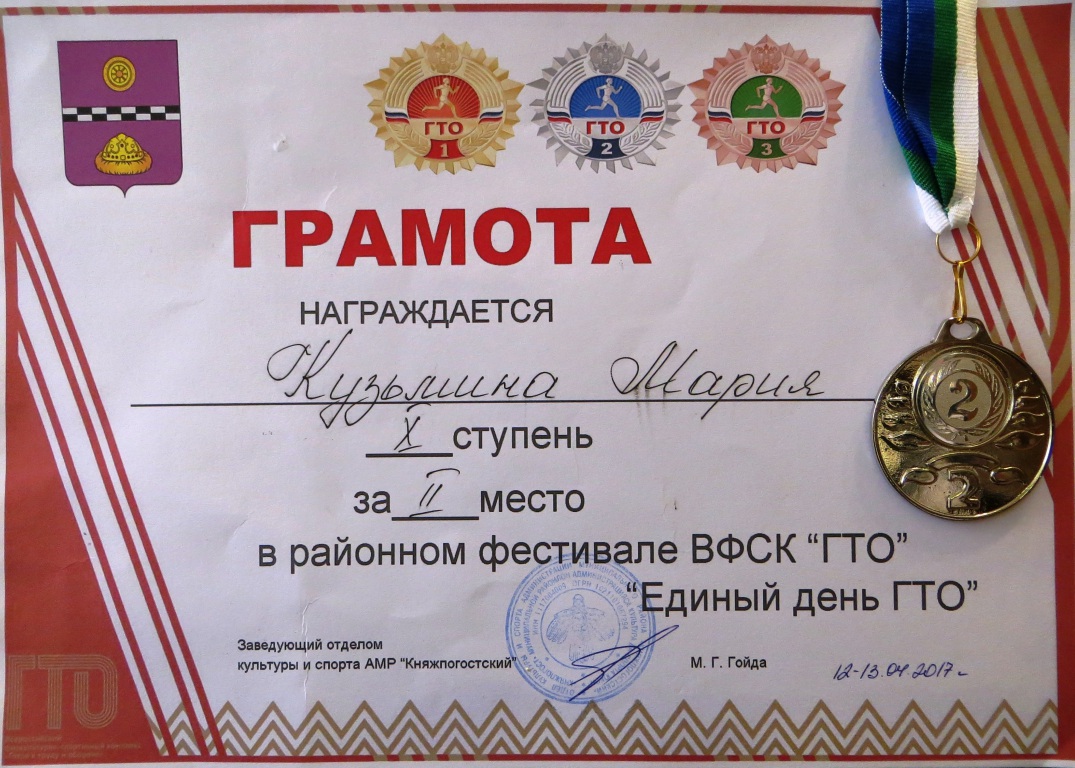 ГТО ГТО ГТО
1 2 3
ГРАМОТА
НАГРАЖДАЕТСЯ
Кузьмина Мария
X ступень
за II место
в районном фестивале ВФСК “ГТО”
“Единый день ГТО”
Заведующий отделом
культуры и спорта АМР “Княжпогостский”
М. Г. Гойда
12-13.04.2017г
2
2
ГТО